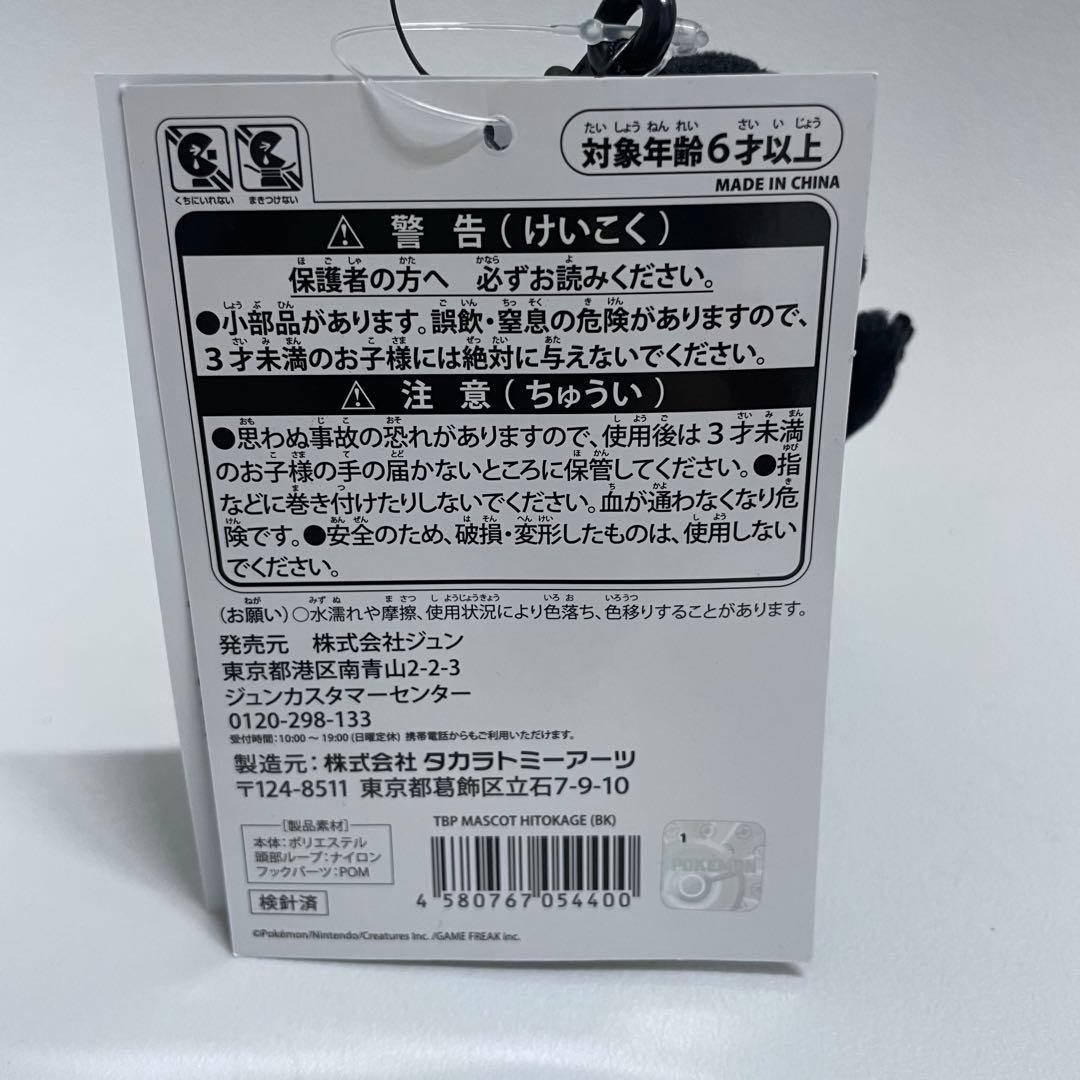 くちにいれない まきつけない
対象年齢6才以上
MADE IN CHINA
⚠ 警 告 ( けいこく )
保護者の方へ 必ずお読みください。
●小部品があります。誤飲・窒息の危険がありますので、
3才未満のお子様には絶対に与えないでください。
⚠ 注 意 ( ちゅうい )
●思わぬ事故の恐れがありますので、使用後は3才未満
のお子様の手の届かないところに保管してください。●指
などに巻き付けたりしないでください。血が通わなくなり危
険です。●安全のため、破損・変形したものは、使用しない
でください。
(お願い)○水濡れや摩擦、使用状況により色落ち、色移りすることがあります。
発売元 株式会社ジュン
東京都港区南青山2-2-3
ジュンカスタマーセンター
0120-298-133
受付時間:10:00~19:00(日曜定休) 携帯電話からもご利用いただけます。
製造元:株式会社 タカラトミーアーツ
〒124-8511 東京都葛飾区立石7-9-10
[製品素材]
本体:ポリエステル
頭部ループ:ナイロン
フックパーツ:POM
検針済
TBP MASCOT HITOKAGE (BK)
4 580767 054400
1
POKÉMON
©Pokémon/Nintendo/Creatures Inc. /GAME FREAK inc.